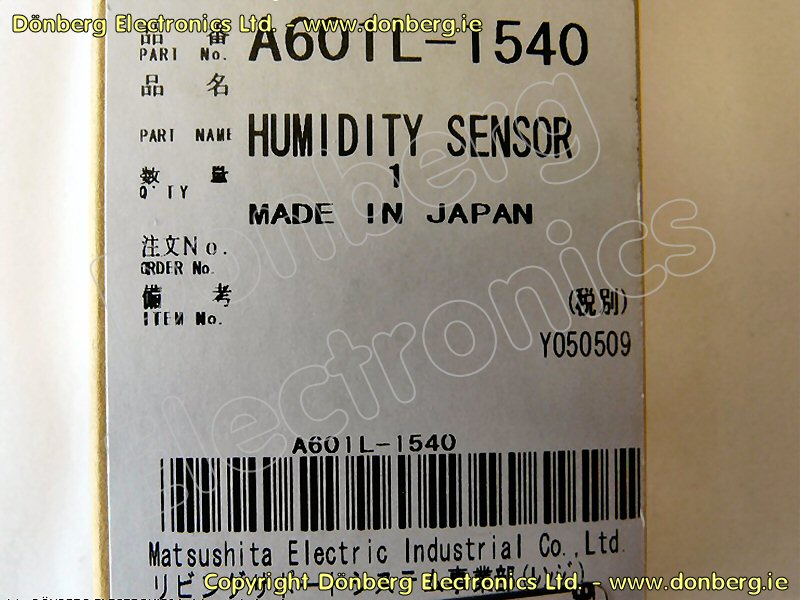 Dönberg Electronics Ltd. - www.donberg.ie
品 番
PART No. A601L-1540
品 名
PART NAME HUMIDITY SENSOR
数 量
Q'TY 1
MADE IN JAPAN
注文No.
ORDER No.
備 考
ITEM No.
(税別)
Y050509
Donberg
electronics
A601L-1540
Matsushita Electric Industrial Co.,Ltd.
Copyright Dönberg Electronics Ltd. - www.donberg.ie